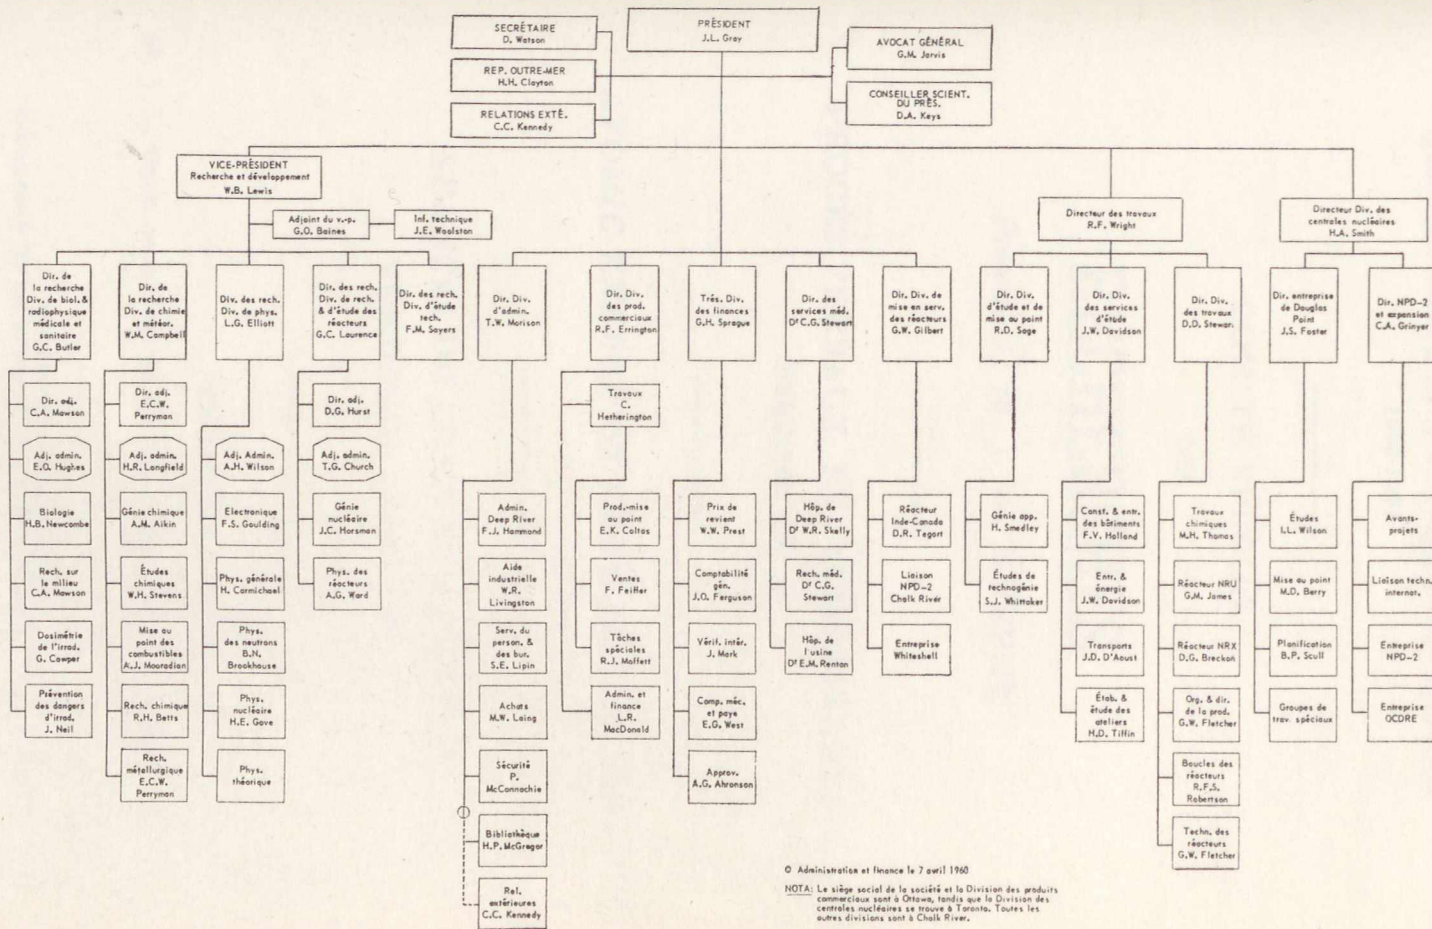 PRÉSIDENT
J.L. Gray
SECRÉTAIRE
D. Watson
REP. OUTRE-MER
H.H. Clayton
RELATIONS EXTÉ.
C.C. Kennedy
AVOCAT GÉNÉRAL
G.M. Jarvis
CONSEILLER SCIENT.
DU PRÉS.
D.A. Keys
VICE-PRÉSIDENT
Recherche et développement
W.B. Lewis
Adjoint du v.-p.
G.O. Baines
Inf. technique
J.E. Woolston
Directeur des travaux
R.F. Wright
Directeur Div. des
centrales nucléaires
H.A. Smith
Dir. de
la recherche
Div. de biol. &
radiophysique
médicale et
sanitaire
G.C. Butler
Dir. de
la recherche
Div. de chimie
et métér.
W.M. Campbell
Div. des rech.
Div. de phys.
L.G. Elliott
Dir. des rech.
Div. de rech.
& d'étude des
réacteurs
G.C. Laurence
Dir. des rech.
Div. d'étude
tech.
F.M. Sayers
Dir. Div.
d'admin.
T.W. Morison
Dir. Div.
des prod.
commerciaux
R.F. Errington
Trés. Div.
des finances
G.H. Sprague
Dir. des
services méd.
Dr C.G. Stewart
Dir. Div. de
mise en serv.
des réacteurs
G.W. Gilbert
Dir. Div.
d'étude et de
mise au point
R.D. Sage
Dir. Div.
des services
d'étude
J.W. Davidson
Dir. Div.
des travaux
D.D. Stewart
Dir. entreprise
de Douglas
Point
J.S. Foster
Dir. NPD-2
et expansion
C.A. Grinyer
Dir. adj.
C.A. Mawson
Adj. admin.
E.O. Hughes
Biologie
H.B. Newcombe
Rech. sur
le milieu
C.A. Mawson
Dosimétrie
de l'irrad.
G. Cowper
Prévention
des dangers
d'irrad.
J. Neil
Dir. adj.
E.C.W.
Perryman
Adj. admin.
H.R. Longfield
Génie chimique
A.M. Aikin
Études
chimiques
W.H. Stevens
Mise au
point des
combustibles
A.J. Mooradian
Rech. chimique
R.H. Betts
Rech.
métallurgique
E.C.W.
Perryman
Adj. Admin.
A.H. Wilson
Electronique
F.S. Goulding
Phys. générale
H. Carmichael
Phys.
des neutrons
B.N.
Brookhouse
Phys.
nucléaire
H.E. Gove
Phys.
théorique
Dir. adj.
D.G. Hurst
Adj. admin.
T.G. Church
Génie
nucléaire
J.C. Horsman
Phys. des
réacteurs
A.G. Ward
Admin.
Deep River
F.J. Hammond
Aide
industrielle
W.R.
Livingston
Serv. du
person. &
des bur.
S.E. Lipin
Achats
M.W. Laing
Sécurité
P.
McConnachie
Bibliothèque
H.P. McGregor
Rel.
extérieures
C.C. Kennedy
Travaux
C.
Hetherington
Prod.-mise
au point
E.K. Coltas
Ventes
F. Feiffer
Tâches
spéciales
R.J. Moffett
Admin. et
finance
L.R.
MacDonald
Prix de
revient
W.W. Prest
Comptabilité
gén.
J.O. Ferguson
Vérif. intér.
J. Mark
Comp. méc.
et paye
E.G. West
Approv.
A.G. Ahronson
Hôp. de
Deep River
Dr W.R. Skelly
Rech. méd.
Dr C.G.
Stewart
Hôp. de
l'usine
Dr E.M. Renton
Réacteur
Inde-Canada
D.R. Tegart
Liaison
NPD-2
Chalk River
Entreprise
Whiteshell
Génie app.
H. Smedley
Études de
technogénie
S.J. Whittaker
Const. & entr.
des bâtiments
F.V. Holland
Entr. &
énergie
J.W. Davidson
Transports
J.D. D'Aoust
Étab. &
étude des
ateliers
H.D. Tiffin
Travaux
chimiques
M.H. Thomas
Réacteur NRU
G.M. James
Réacteur NRX
D.G. Breckon
Org. & dir.
de la prod.
G.W. Fletcher
Boucles des
réacteurs
R.F.S.
Robertson
Techn. des
réacteurs
G.W. Fletcher
Études
I.L. Wilson
Mise au point
M.D. Berry
Planification
B.P. Scull
Groupes de
trav. spéciaux
Avants-
projets
Liaison techn.
internat.
Entreprise
NPD-2
Entreprise
OCDRE
O Administration et finance le 7 avril 1960
NOTA: Le siège social de la société et la Division des produits
commerciaux sont à Ottawa, tandis que la Division des
centrales nucléaires se trouve à Toronto. Toutes les
outres divisions sont à Chalk River.